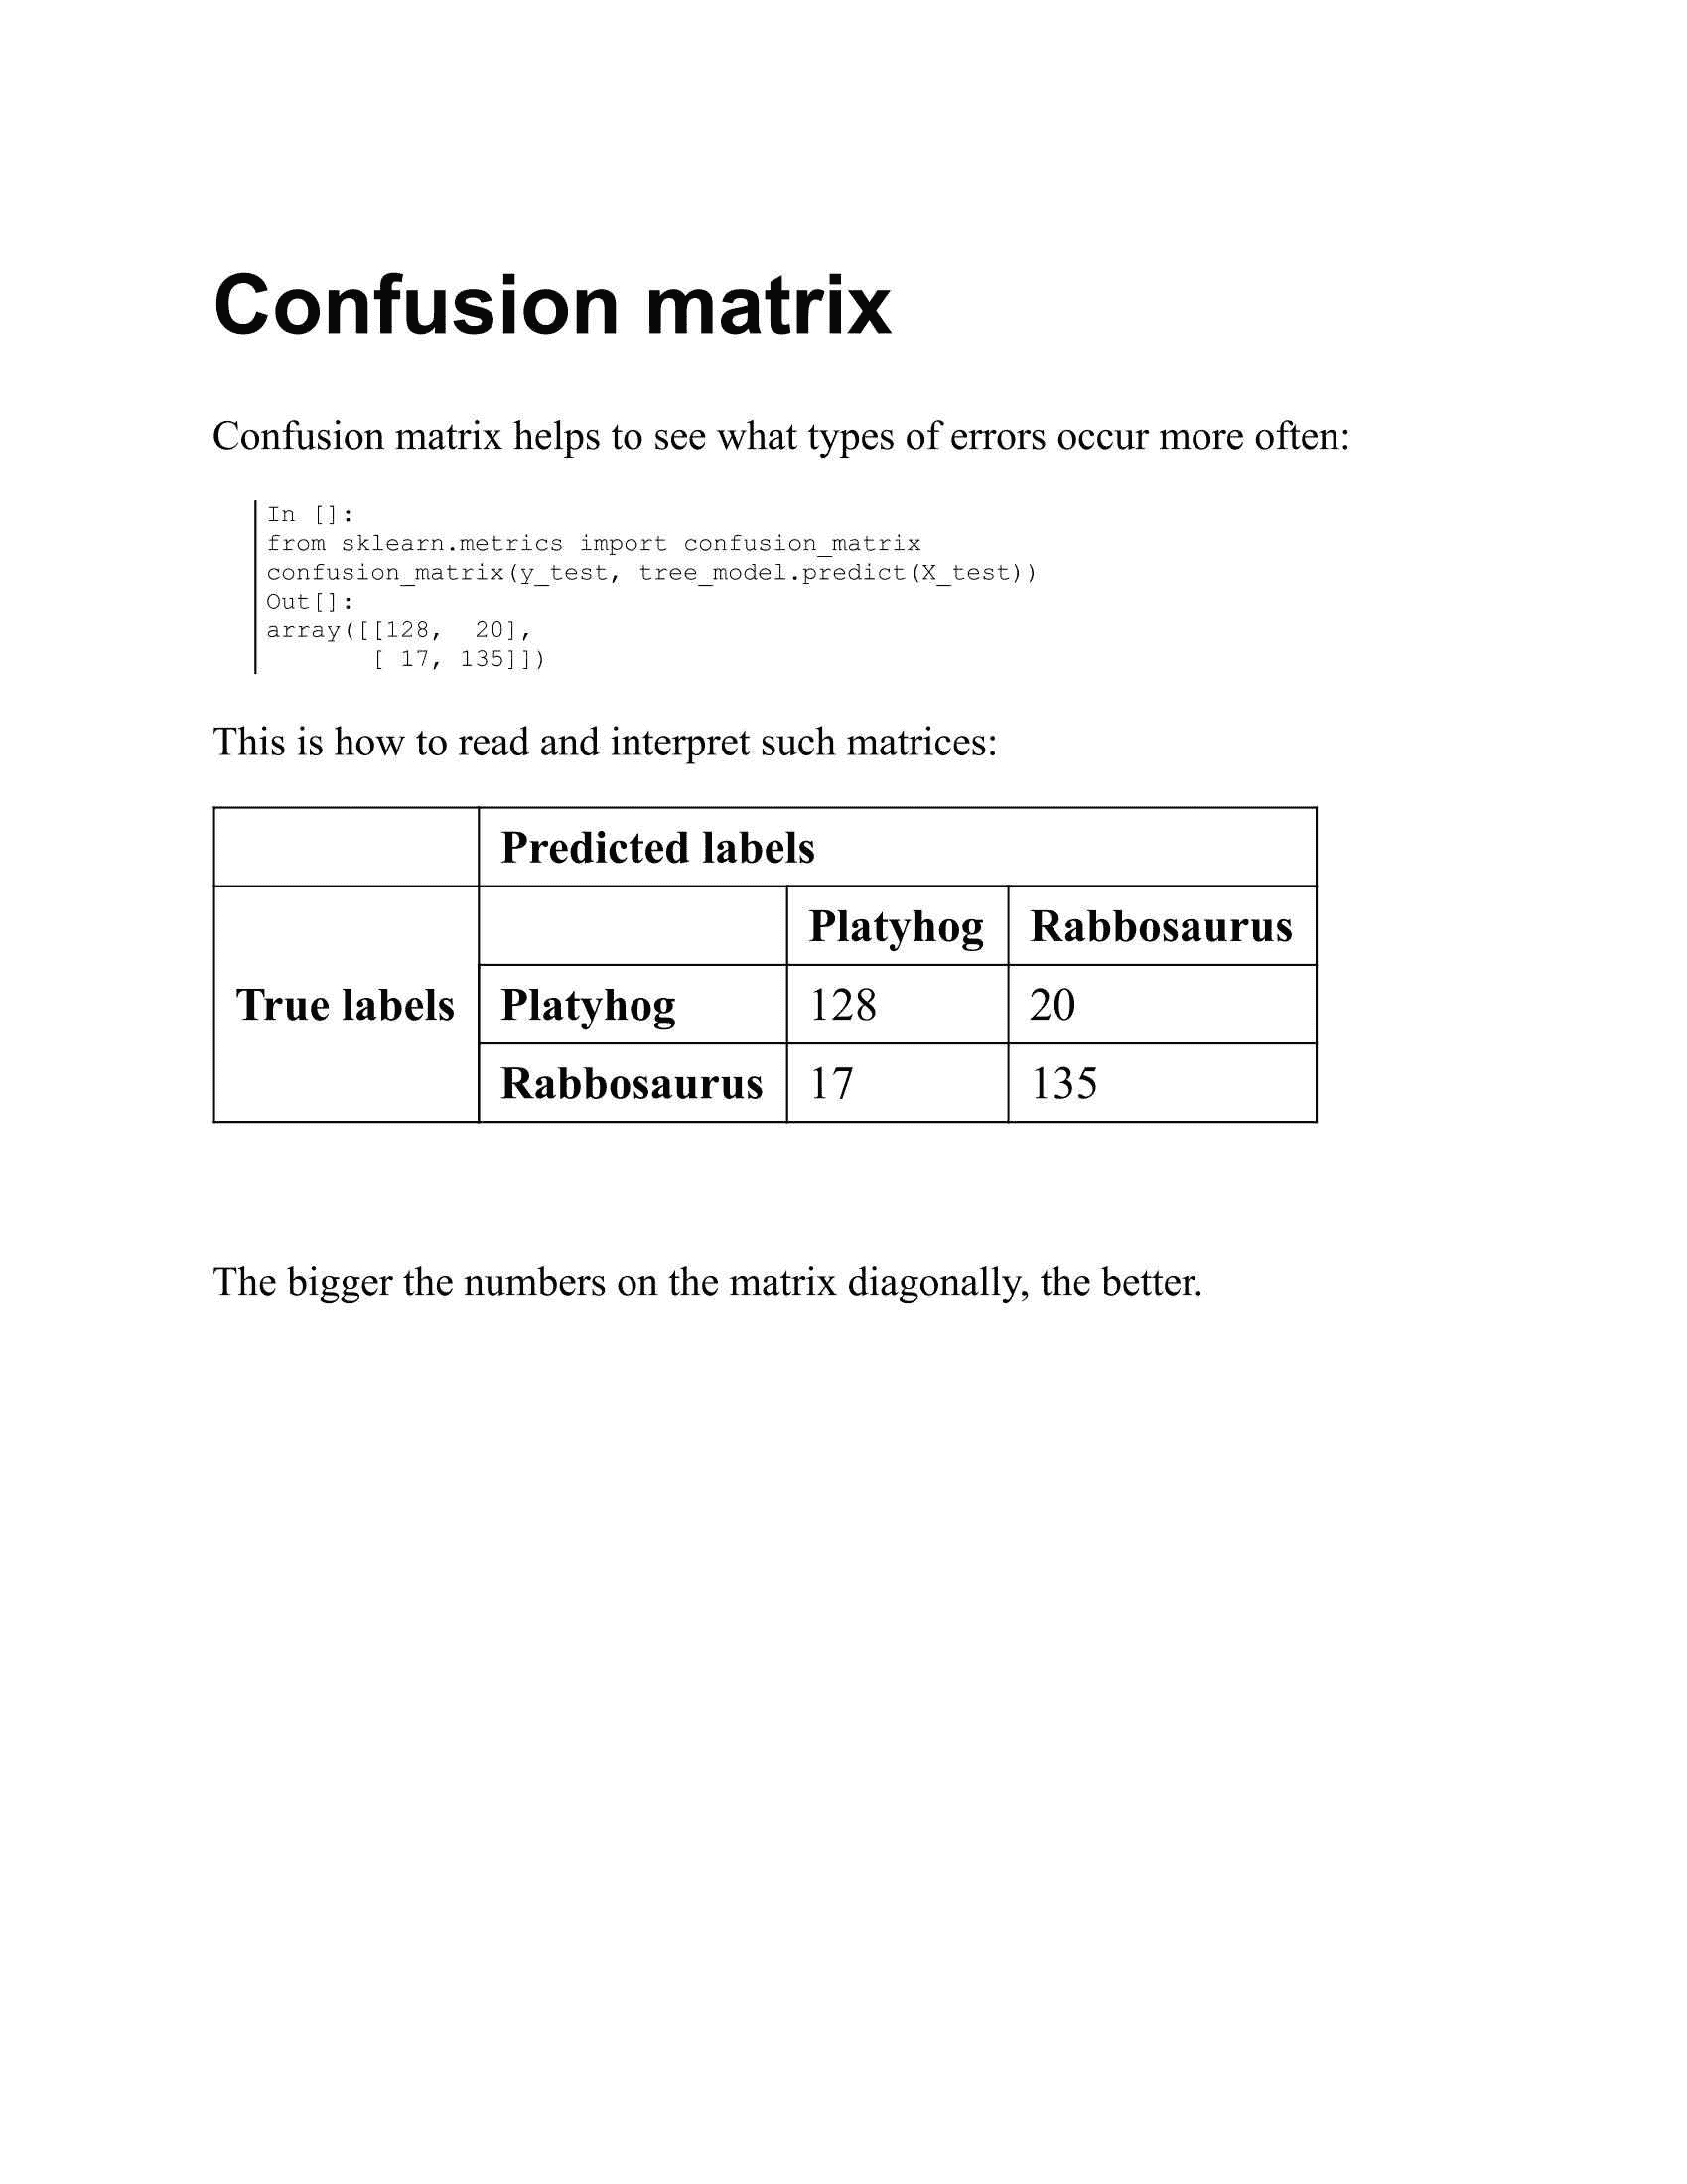 Confusion matrix
Confusion matrix helps to see what types of errors occur more often:
In []:
from sklearn.metrics import confusion_matrix
confusion_matrix(y_test, tree_model.predict(X_test))
Out[]:
array([[128,  20],
       [ 17, 135]])
This is how to read and interpret such matrices:
Predicted labels
Platyhog Rabbosaurus
True labels Platyhog 128 20
Rabbosaurus 17 135
The bigger the numbers on the matrix diagonally, the better.